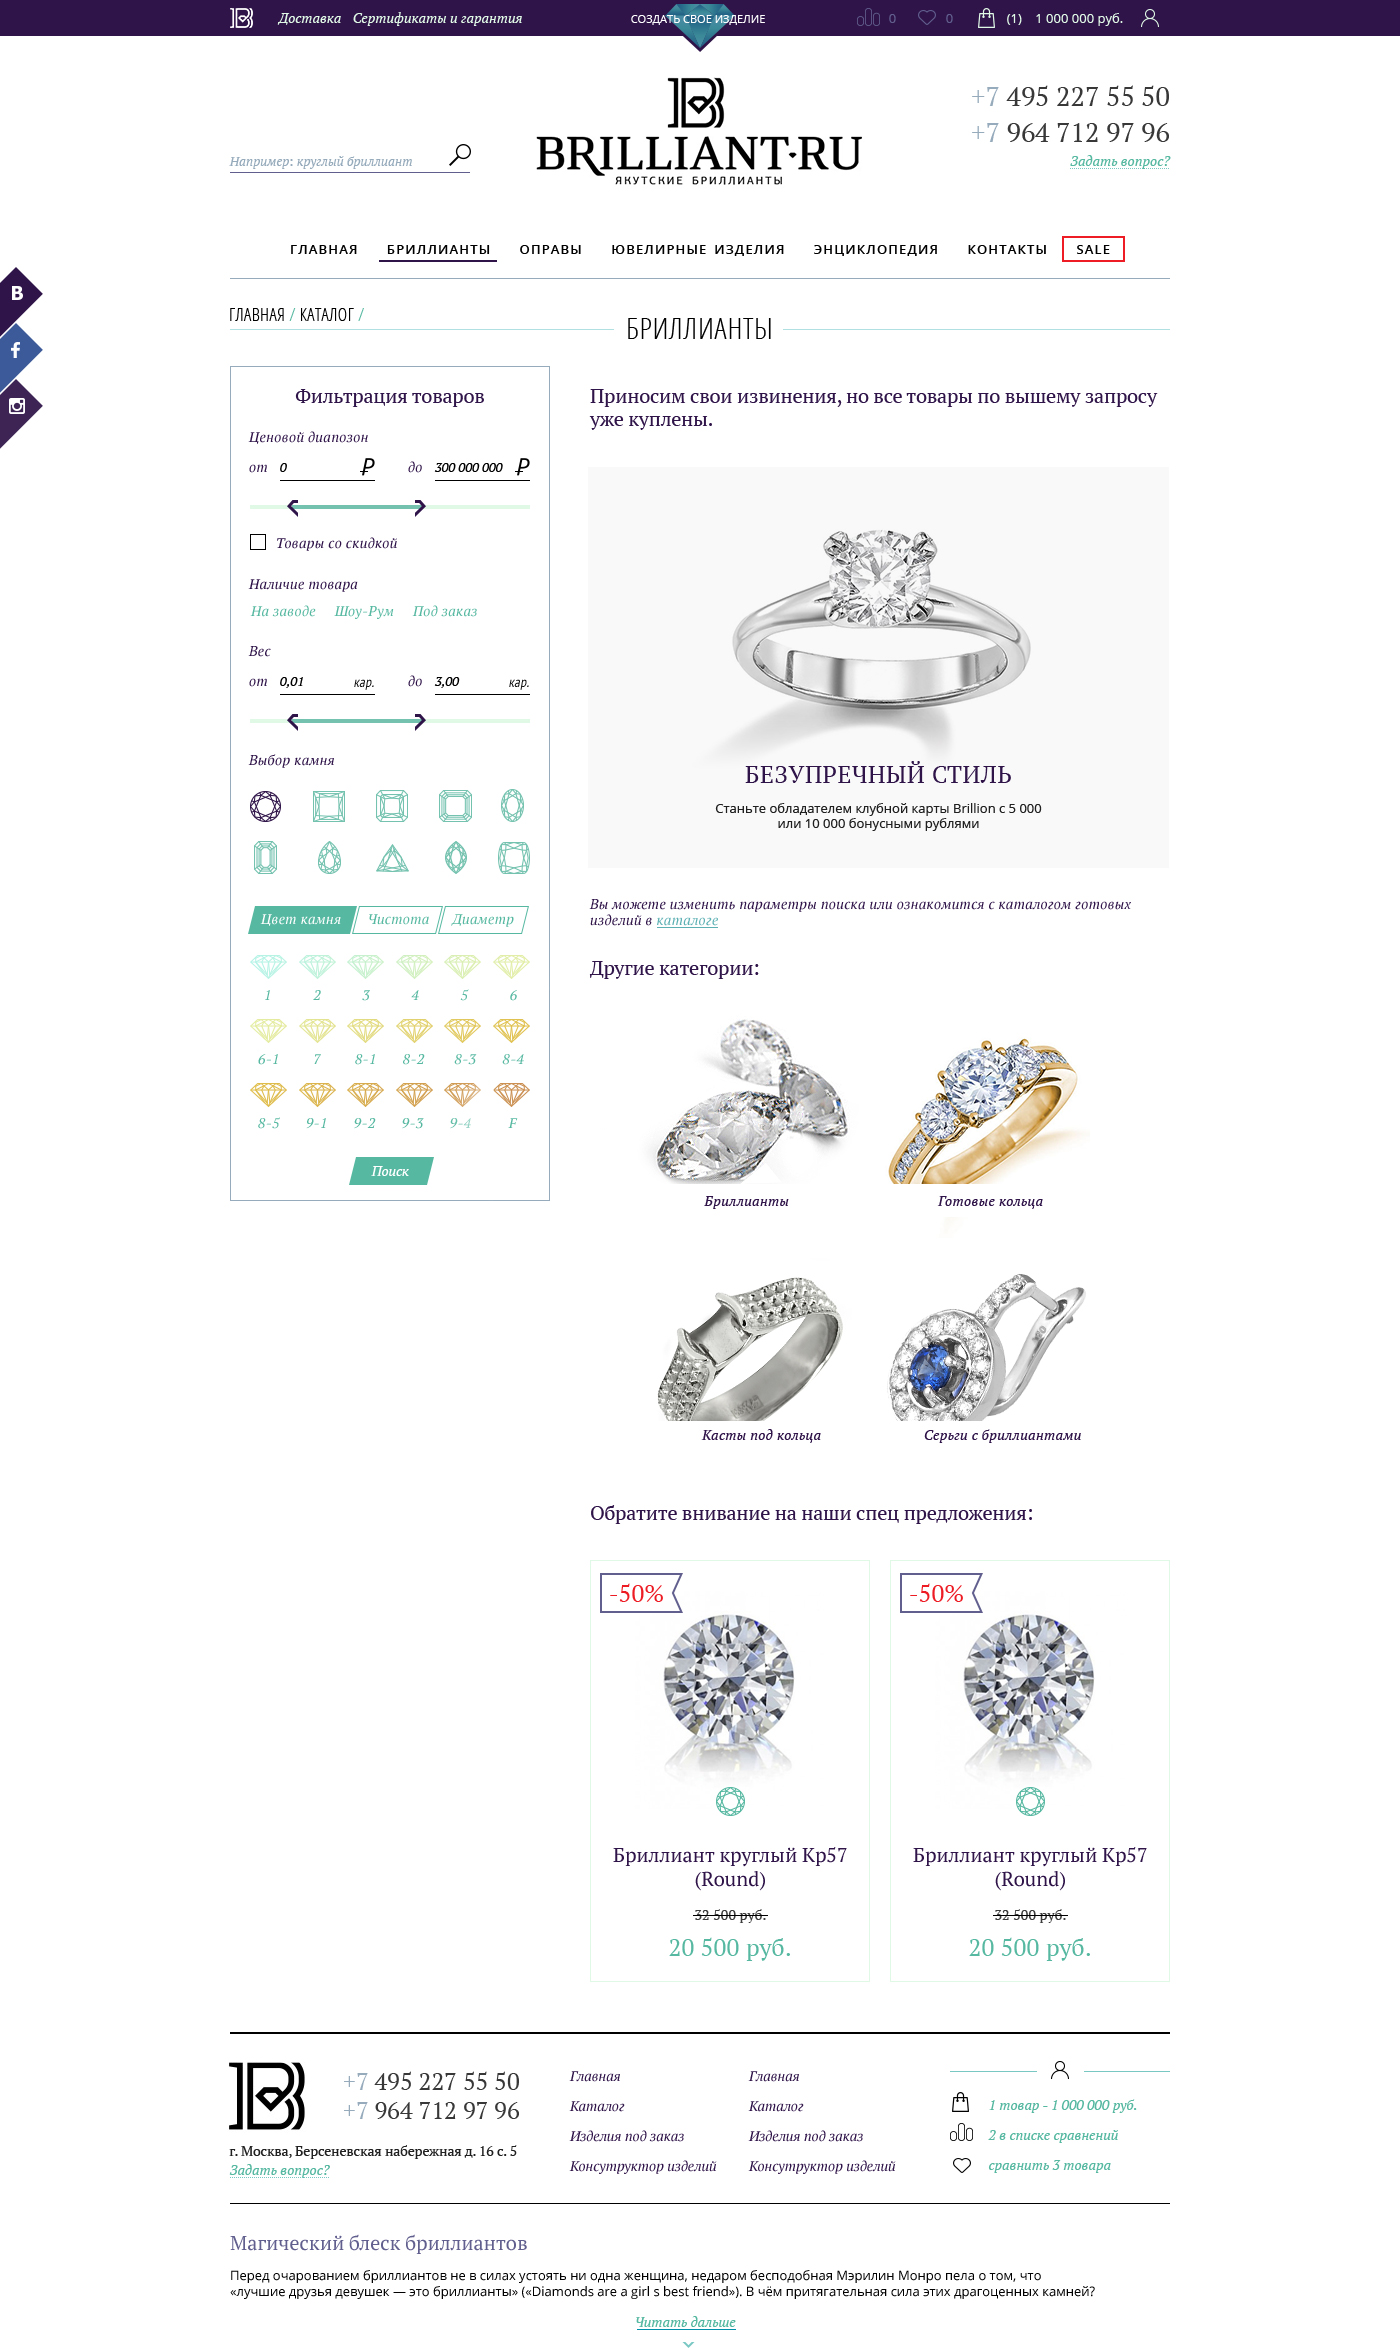 Доставка Сертификаты и гарантия СОЗДАТЬ СВОЕ ИЗДЕЛИЕ 0 0 (1) 1 000 000 руб.
+7 495 227 55 50
+7 964 712 97 96
Например: круглый бриллиант
BRILLIANT·RU
ЯКУТСКИЕ БРИЛЛИАНТЫ
Задать вопрос?
ГЛАВНАЯ БРИЛЛИАНТЫ ОПРАВЫ ЮВЕЛИРНЫЕ ИЗДЕЛИЯ ЭНЦИКЛОПЕДИЯ КОНТАКТЫ SALE
В
f
ГЛАВНАЯ / КАТАЛОГ /
БРИЛЛИАНТЫ
Фильтрация товаров
Ценовой диапозон
от 0 ₽ до 300 000 000 ₽
Товары со скидкой
Наличие товара
На заводе Шоу-Рум Под заказ
Вес
от 0,01 кар. до 3,00 кар.
Выбор камня
Цвет камня Чистота Диаметр
1 2 3 4 5 6
6-1 7 8-1 8-2 8-3 8-4
8-5 9-1 9-2 9-3 9-4 F
Поиск
Приносим свои извинения, но все товары по вышему запросу
уже куплены.
БЕЗУПРЕЧНЫЙ СТИЛЬ
Станьте обладателем клубной карты Brillion с 5 000
или 10 000 бонусными рублями
Вы можете изменить параметры поиска или ознакомится с каталогом готовых
изделий в каталоге
Другие категории:
Бриллианты Готовые кольца
Касты под кольца Серьги с бриллиантами
Обратите внивание на наши спец предложения:
-50% -50%
Бриллиант круглый Кр57 Бриллиант круглый Кр57
(Round) (Round)
32 500 руб. 32 500 руб.
20 500 руб. 20 500 руб.
+7 495 227 55 50
+7 964 712 97 96
г. Москва, Берсеневская набережная д. 16 с. 5
Задать вопрос?
Главная Главная
Каталог Каталог
Изделия под заказ Изделия под заказ
Консутруктор изделий Консутруктор изделий
1 товар - 1 000 000 руб.
2 в списке сравнений
сравнить 3 товара
Магический блеск бриллиантов
Перед очарованием бриллиантов не в силах устоять ни одна женщина, недаром бесподобная Мэрилин Монро пела о том, что
«лучшие друзья девушек — это бриллианты» («Diamonds are a girl s best friend»). В чём притягательная сила этих драгоценных камней?
Читать дальше